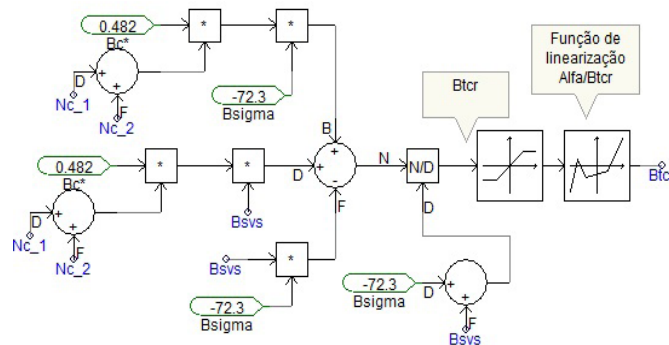 0.482
Bc*
*
*
Função de
linearização
Alfa/Btcr
D
+
+
F
Nc_1
Nc_2
-72.3
Bsigma
Btcr
B
0.482
Bc*
*
*
D
+
+
-
N
N/D
Btc
D
+
+
F
Nc_1
Nc_2
Bsvs
F
D
Bsvs
*
-72.3
Bsigma
-72.3
Bsigma
D
+
+
F
Bsvs